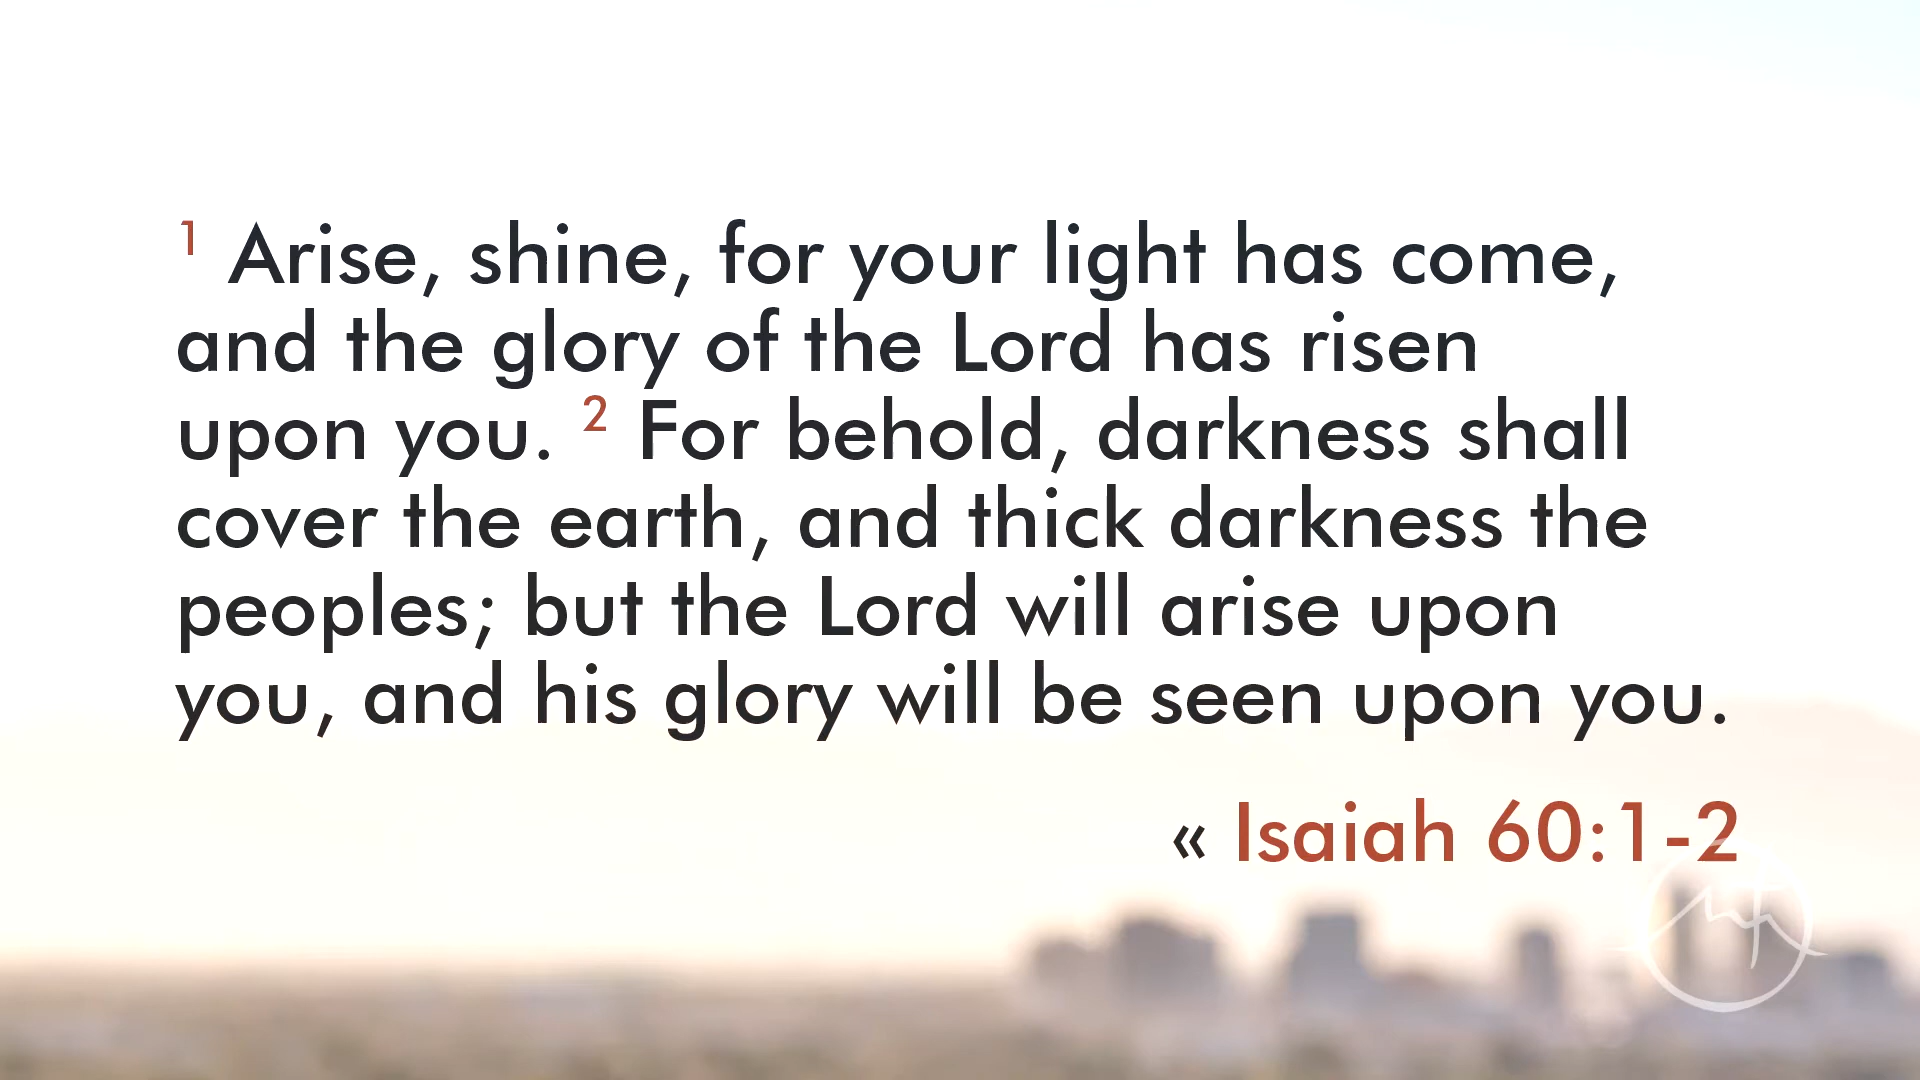 1 Arise, shine, for your light has come,
and the glory of the Lord has risen
upon you. 2 For behold, darkness shall
cover the earth, and thick darkness the
peoples; but the Lord will arise upon
you, and his glory will be seen upon you.
« Isaiah 60:1-2